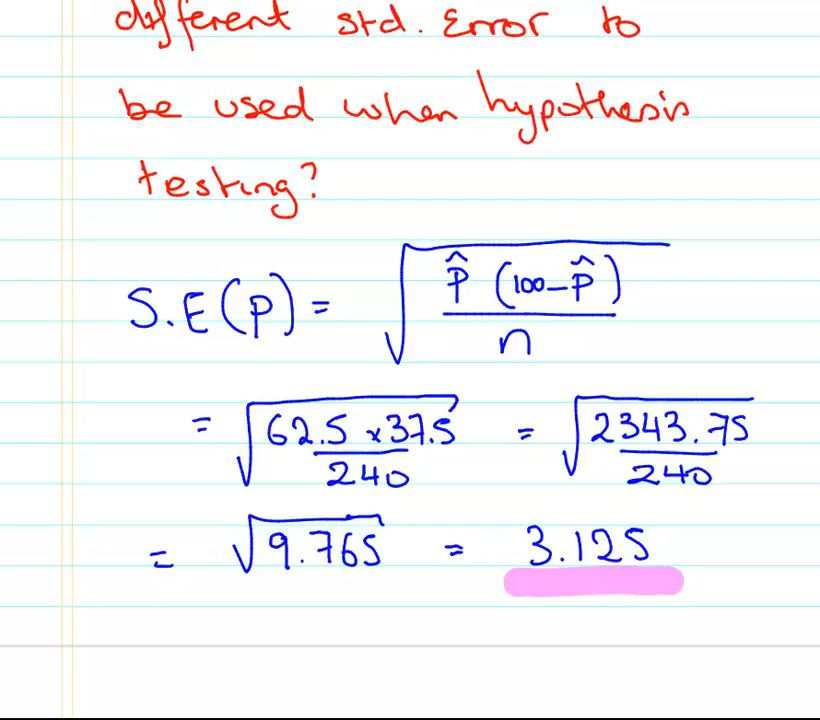 different std. Error to
be used when hypothesis
testing?
S.E(p) = √(p̂ (100-p̂) / n)
= √(62.5 x 37.5 / 240) = √(2343.75 / 240)
= √9.765 = 3.125